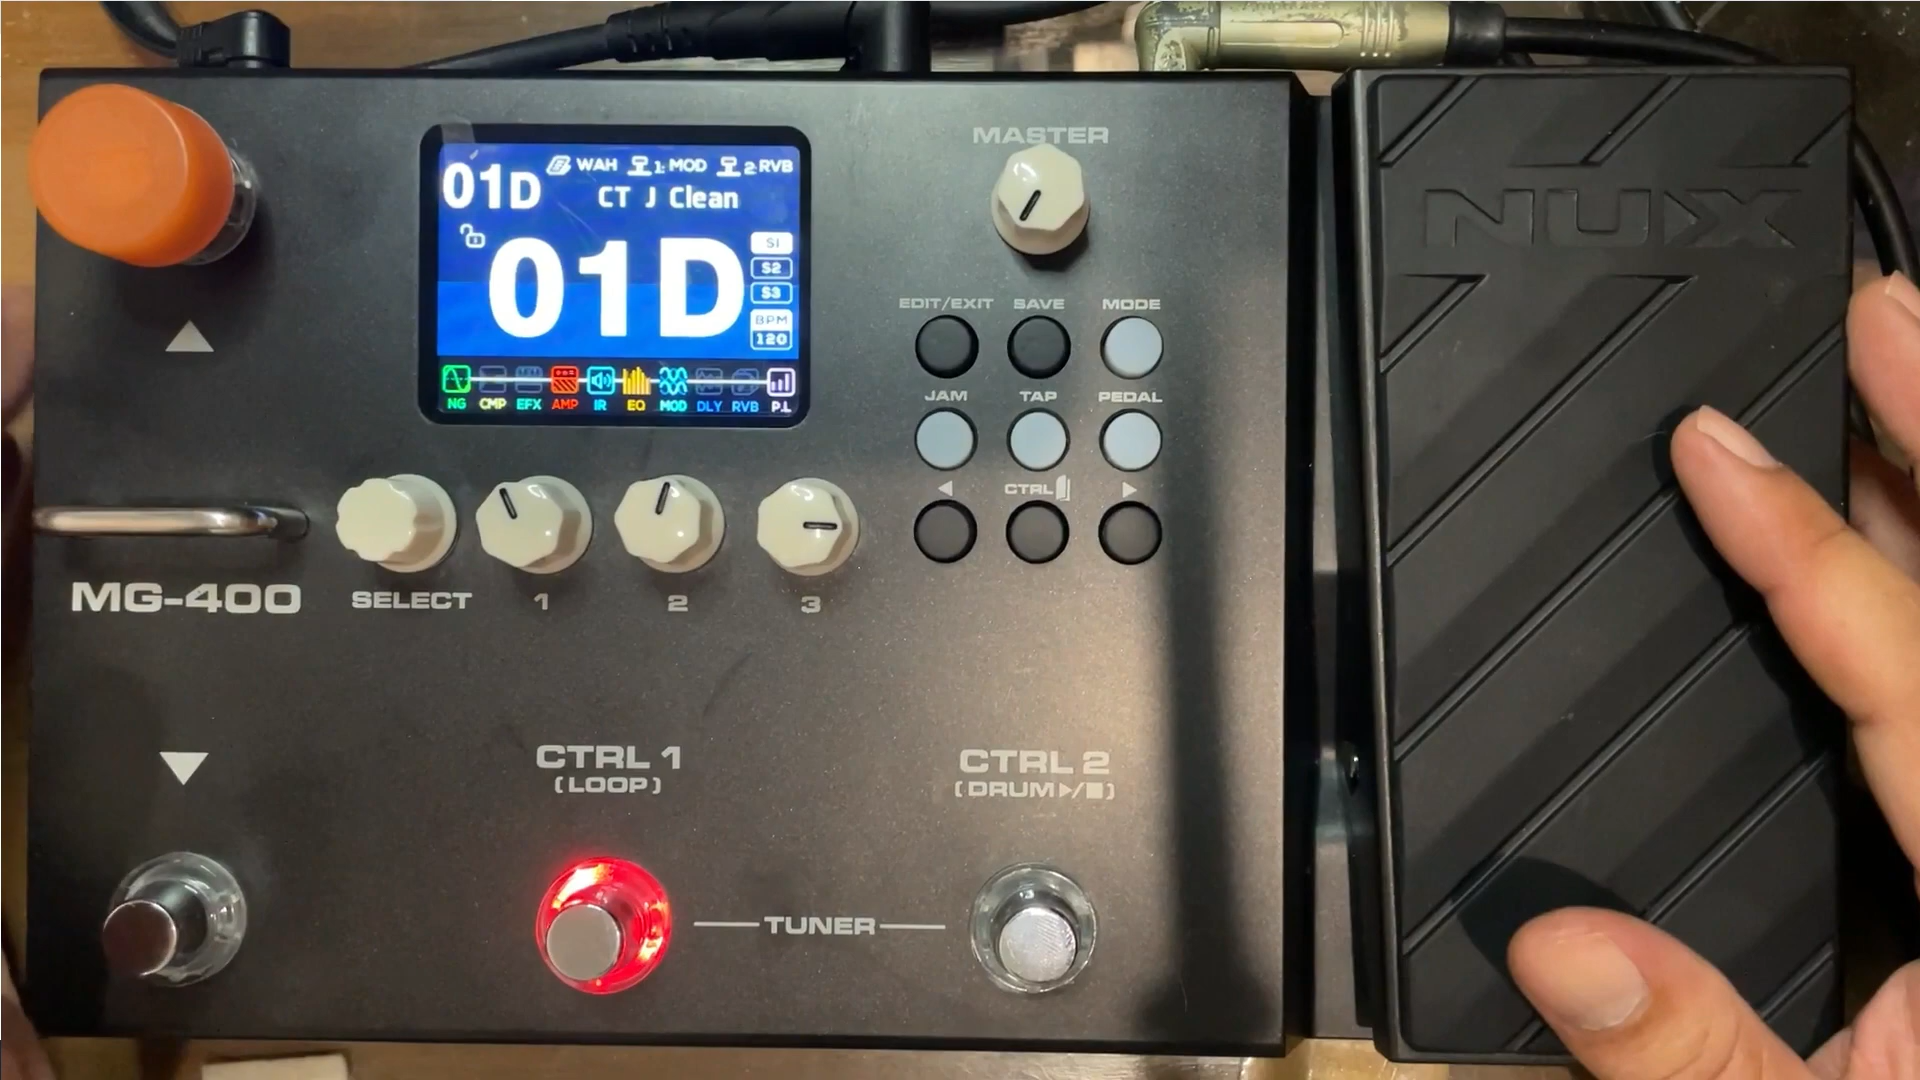 01D
WAH 1: MOD 2: RVB
CT J Clean
01D
S1
S2
S3
BPM
120
NG CMP EFX AMP IR EQ MOD DLY RVB P.L
MASTER
NUX
EDIT/EXIT SAVE MODE
JAM TAP PEDAL
CTRL
MG-400
SELECT 1 2 3
CTRL 1
(LOOP)
CTRL 2
(DRUM▶/■)
TUNER